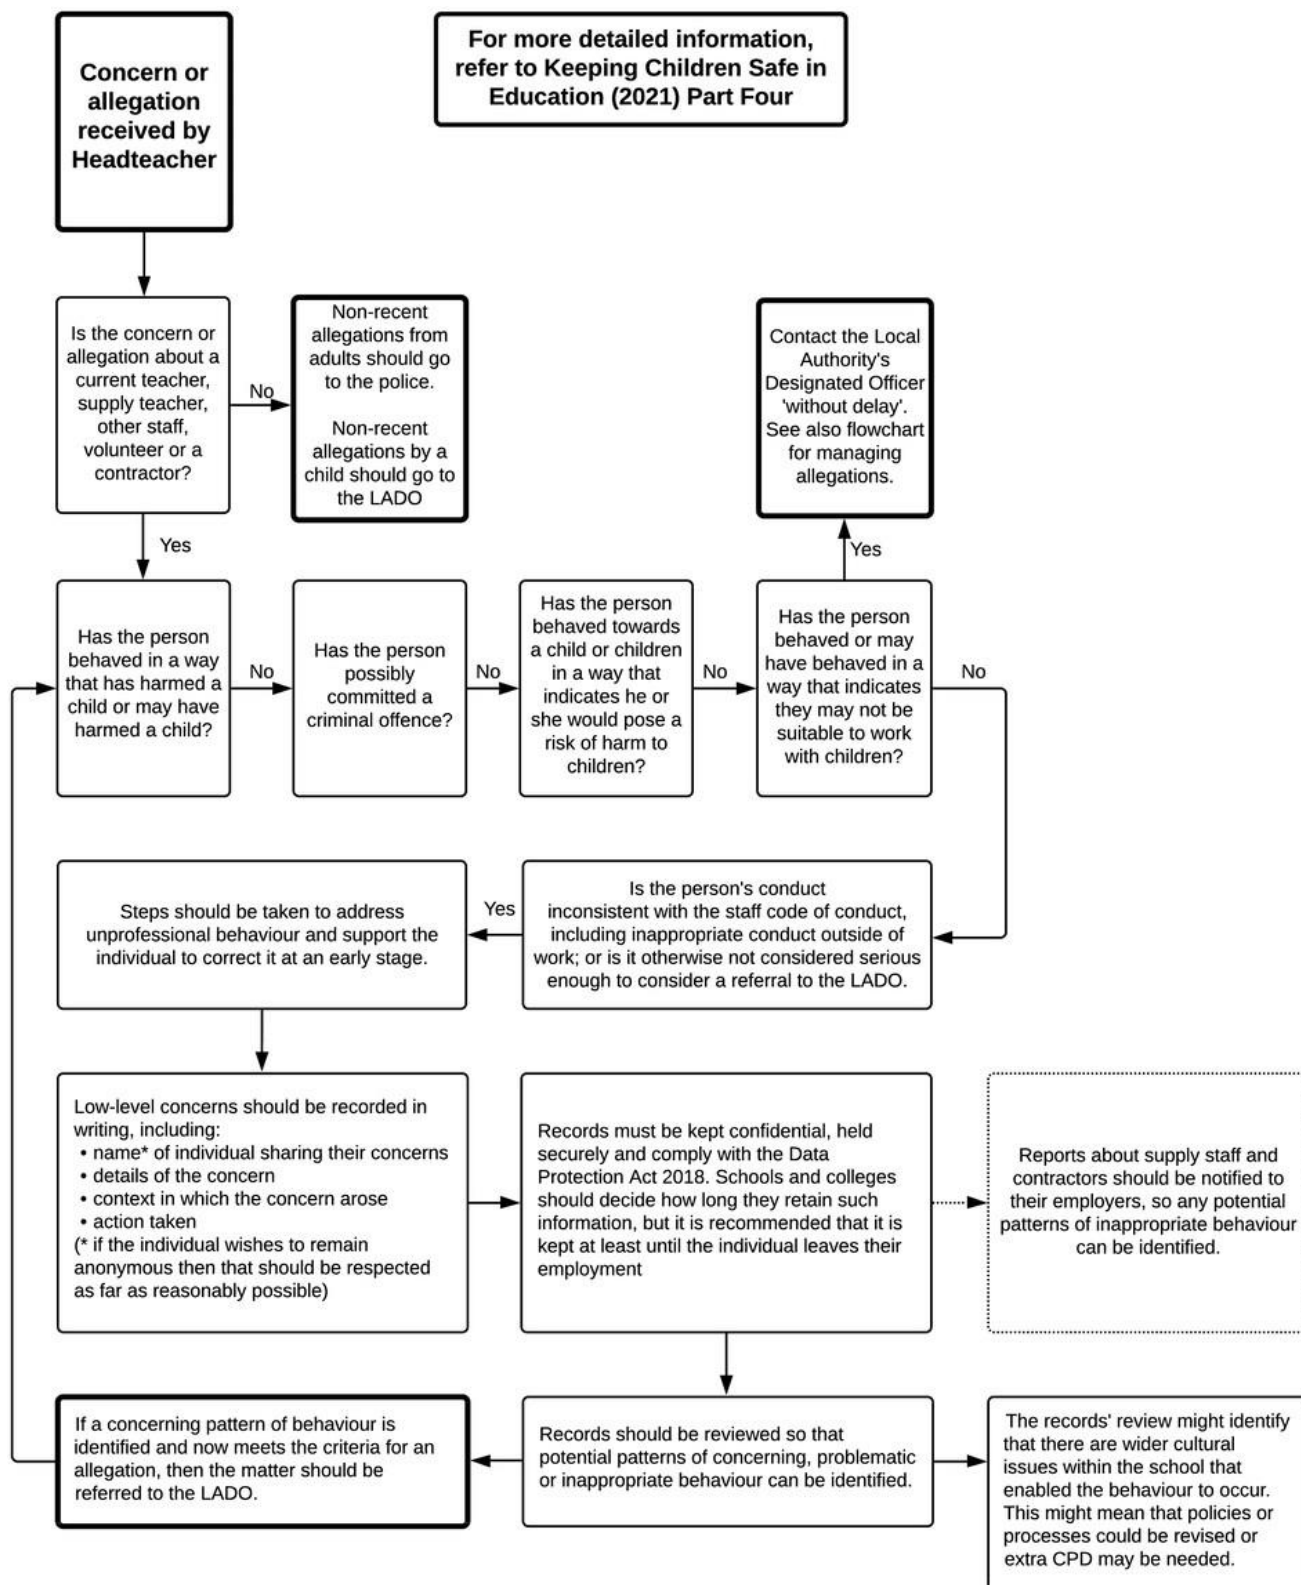 Concern or
allegation
received by
Headteacher
For more detailed information,
refer to Keeping Children Safe in
Education (2021) Part Four
Is the concern or
allegation about a
current teacher,
supply teacher,
other staff,
volunteer or a
contractor?
No
Non-recent
allegations from
adults should go
to the police.
Non-recent
allegations by a
child should go to
the LADO
Contact the Local
Authority's
Designated Officer
'without delay'.
See also flowchart
for managing
allegations.
Yes
Yes
Has the person
behaved in a way
that has harmed a
child or may have
harmed a child?
No
Has the person
possibly
committed a
criminal offence?
No
Has the person
behaved towards
a child or children
in a way that
indicates he or
she would pose a
risk of harm to
children?
No
Has the person
behaved or may
have behaved in a
way that indicates
they may not be
suitable to work
with children?
No
Is the person's conduct
inconsistent with the staff code of conduct,
including inappropriate conduct outside of
work; or is it otherwise not considered serious
enough to consider a referral to the LADO.
Yes
Steps should be taken to address
unprofessional behaviour and support the
individual to correct it at an early stage.
Low-level concerns should be recorded in
writing, including:
• name* of individual sharing their concerns
• details of the concern
• context in which the concern arose
• action taken
(* if the individual wishes to remain
anonymous then that should be respected
as far as reasonably possible)
Records must be kept confidential, held
securely and comply with the Data
Protection Act 2018. Schools and colleges
should decide how long they retain such
information, but it is recommended that it is
kept at least until the individual leaves their
employment
Reports about supply staff and
contractors should be notified to
their employers, so any potential
patterns of inappropriate behaviour
can be identified.
If a concerning pattern of behaviour is
identified and now meets the criteria for an
allegation, then the matter should be
referred to the LADO.
Records should be reviewed so that
potential patterns of concerning, problematic
or inappropriate behaviour can be identified.
The records' review might identify
that there are wider cultural
issues within the school that
enabled the behaviour to occur.
This might mean that policies or
processes could be revised or
extra CPD may be needed.